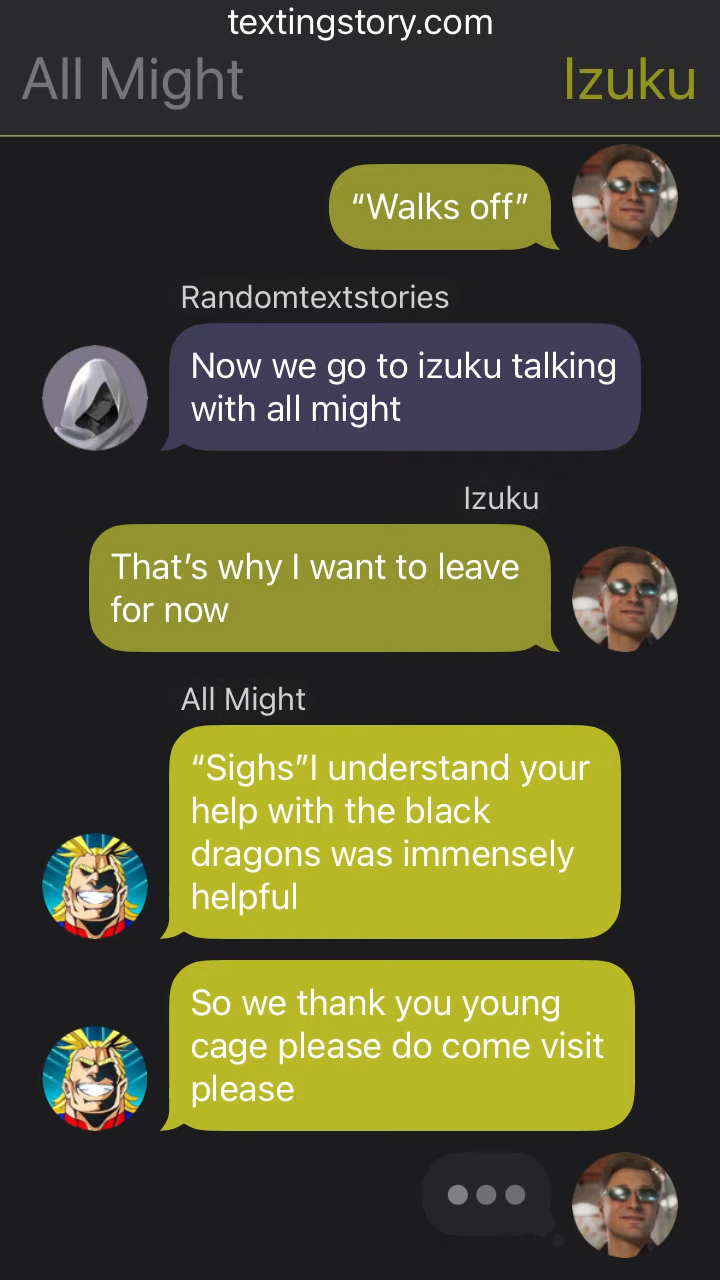 textingstory.com
All Might
Izuku
“Walks off”
Randomtextstories
Now we go to izuku talking
with all might
Izuku
That’s why I want to leave
for now
All Might
“Sighs”I understand your
help with the black
dragons was immensely
helpful
So we thank you young
cage please do come visit
please